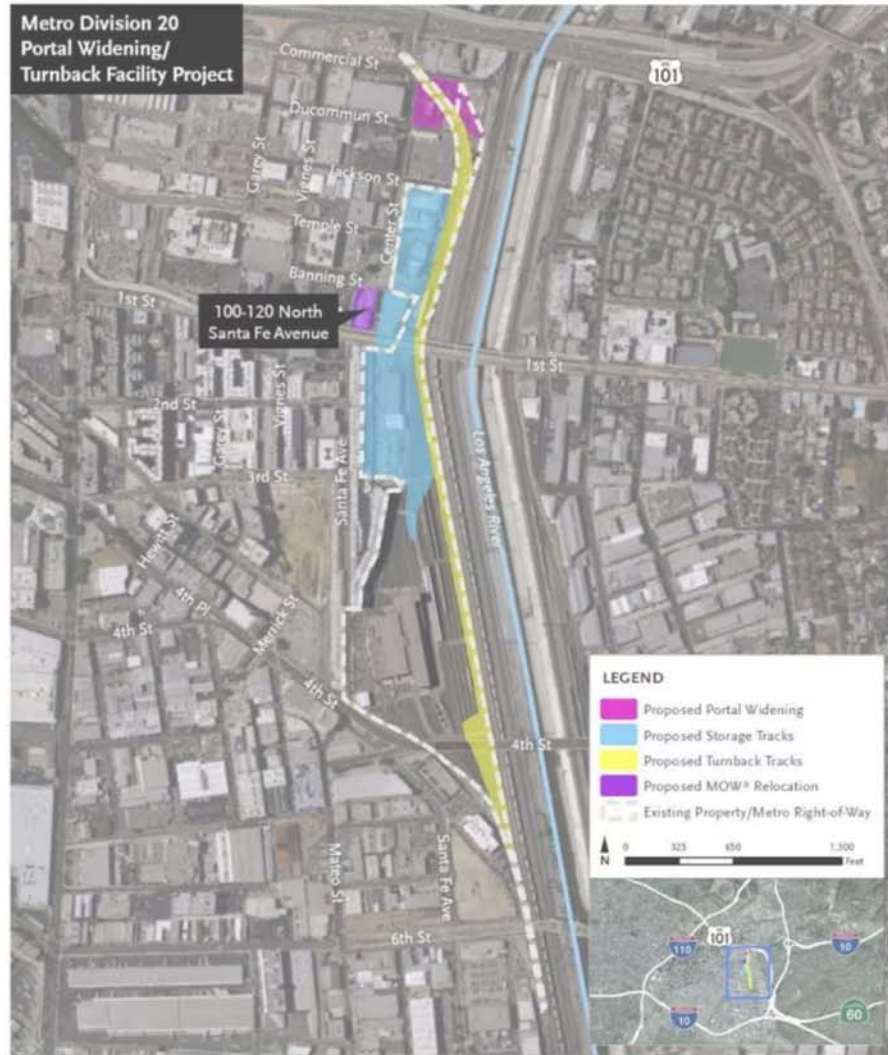 Metro Division 20
Portal Widening/
Turnback Facility Project
Commercial St
101
Ducommun St
Garey St
Vignes St
Jackson St
Temple St
Center St
Banning St
1st St
100-120 North
Santa Fe Avenue
1st St
Vignes St
2nd St
Garey St
Los Angeles River
3rd St
Santa Fe Ave
Hewitt St
4th Pl
4th St
Merrick St
4th St
4th St
Mateo St
Santa Fe Ave
6th St
LEGEND
Proposed Portal Widening
Proposed Storage Tracks
Proposed Turnback Tracks
Proposed MOW* Relocation
Existing Property/Metro Right-of-Way
N
0 325 650 1,300
Feet
101
110
10
10
60